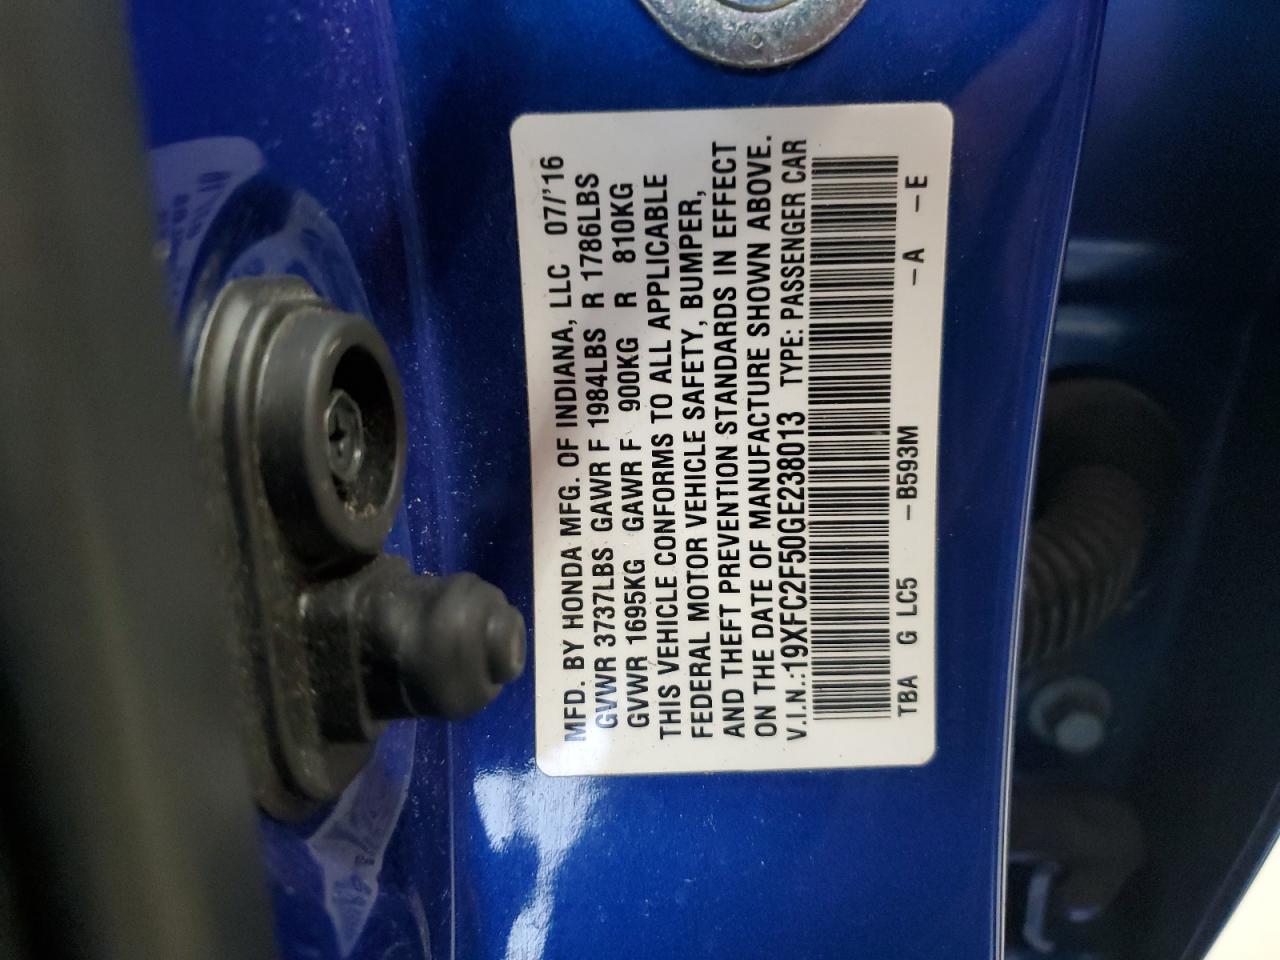 MFD. BY HONDA MFG. OF INDIANA, LLC 07/'16
GVWR 3737LBS GAWR F 1984LBS R 1786LBS
GVWR 1695KG GAWR F 900KG R 810KG
THIS VEHICLE CONFORMS TO ALL APPLICABLE
FEDERAL MOTOR VEHICLE SAFETY, BUMPER,
AND THEFT PREVENTION STANDARDS IN EFFECT
ON THE DATE OF MANUFACTURE SHOWN ABOVE.
V.I.N.:19XFC2F50GE238013 TYPE: PASSENGER CAR
TBA G LC5 -B593M -A -E